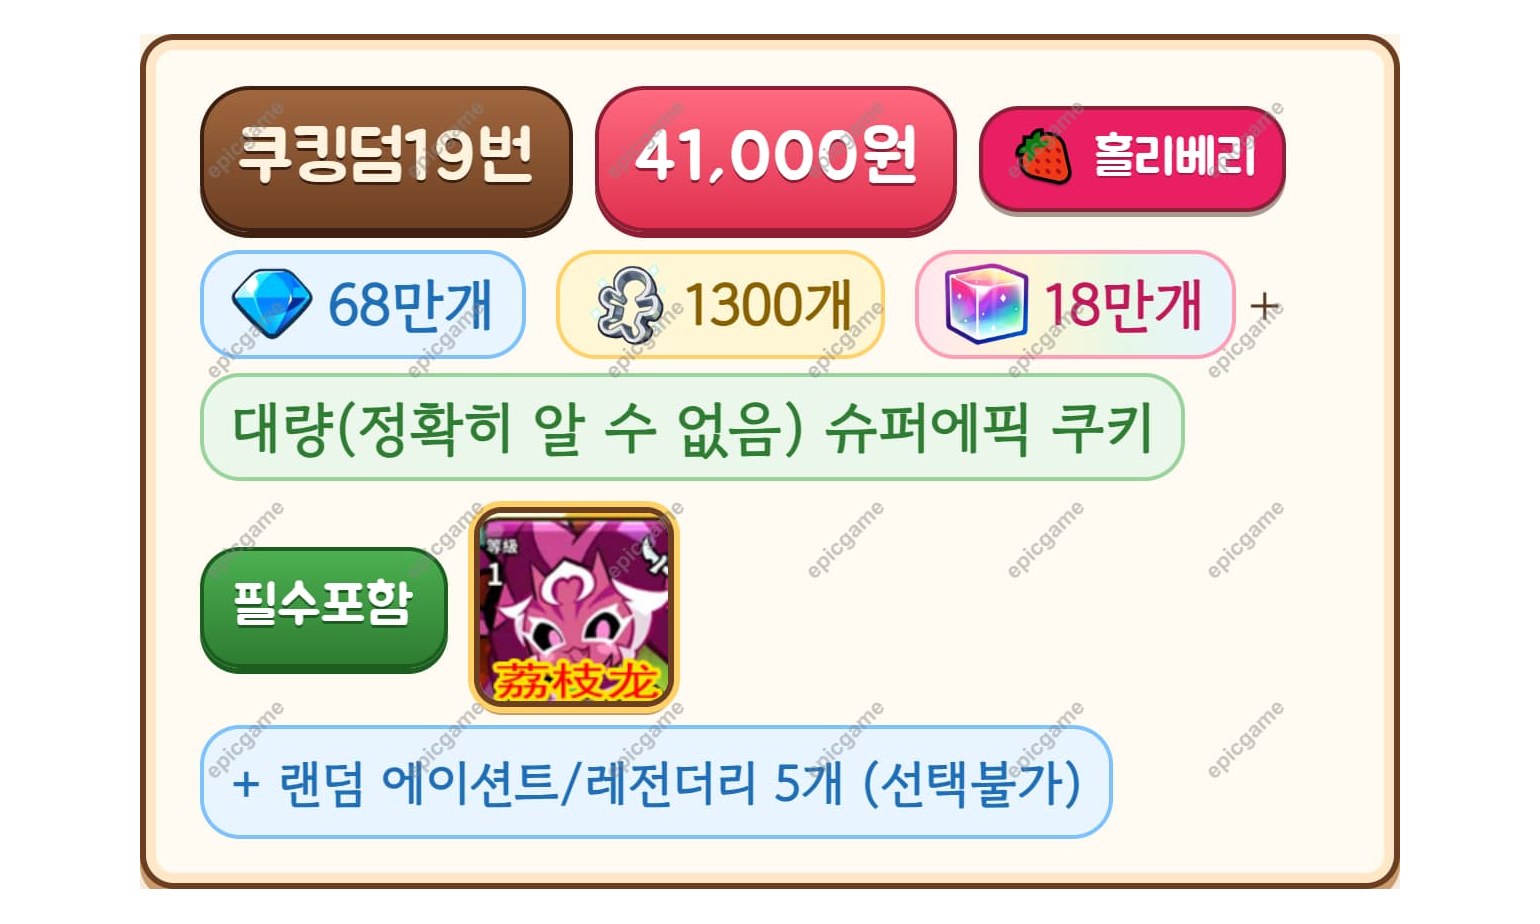 쿠킹덤19번 41,000원 홀리베리
68만개 1300개 18만개 +
대량(정확히 알 수 없음) 슈퍼에픽 쿠키
等級
1
필수포함
荔枝龙
+ 랜덤 에이션트/레전더리 5개 (선택불가)
epicgame